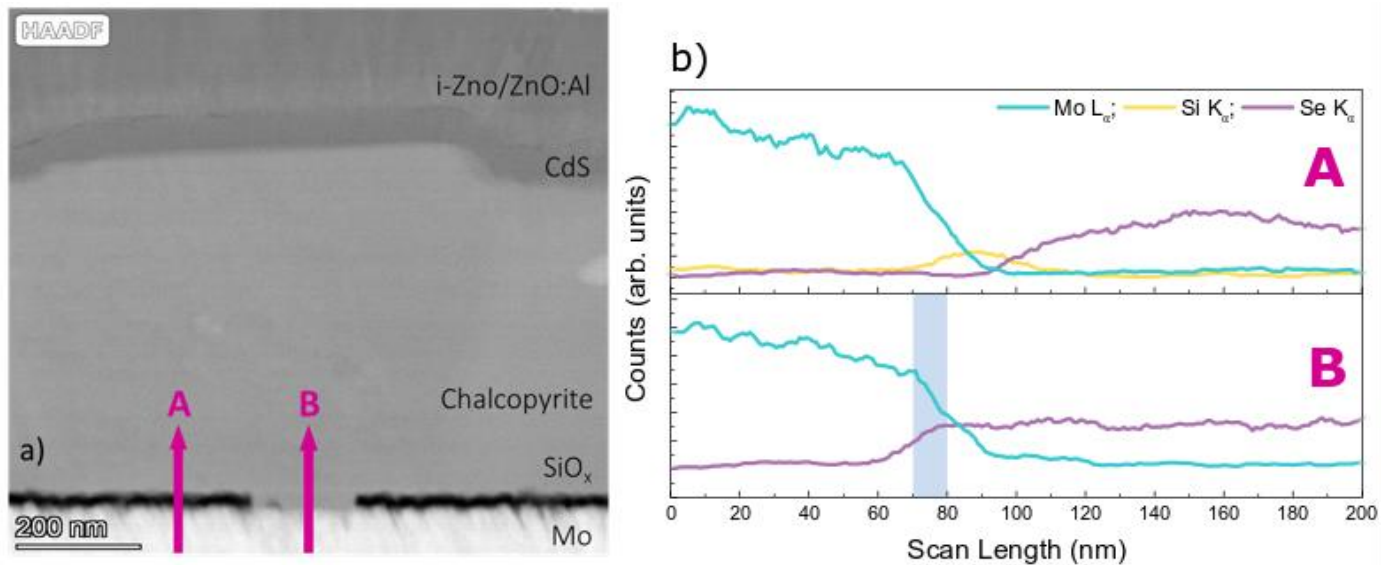 HAADF
i-Zno/ZnO:Al
CdS
Chalcopyrite
A B
a)
SiOₓ
200 nm
Mo
b)
Mo Lα; Si Kα; Se Kα
A
B
Counts (arb. units)
0 20 40 60 80 100 120 140 160 180 200
Scan Length (nm)